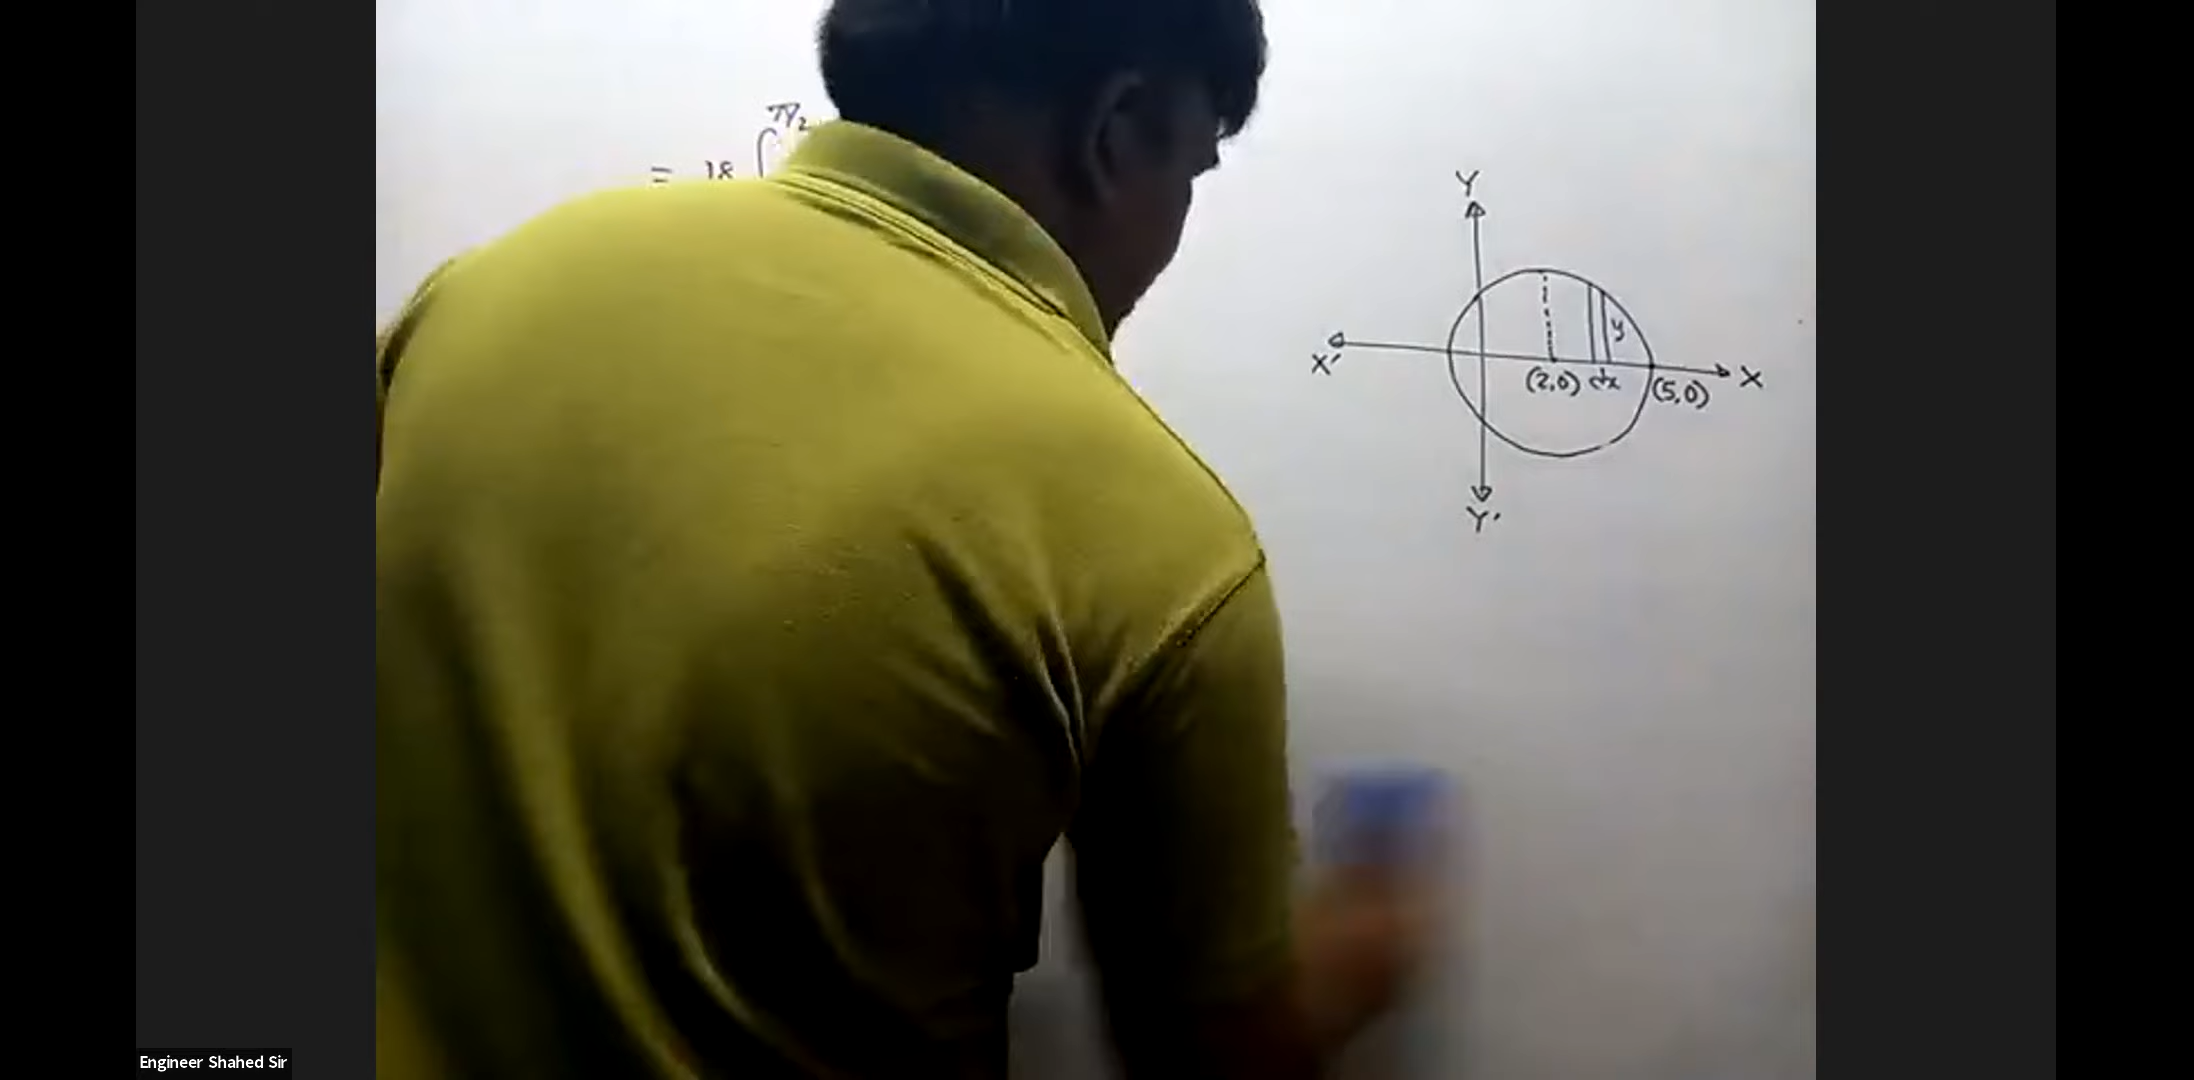 π/2
= 18 ∫
Y
y
X'
(2,0) dx (5,0) X
Y'
Engineer Shahed Sir